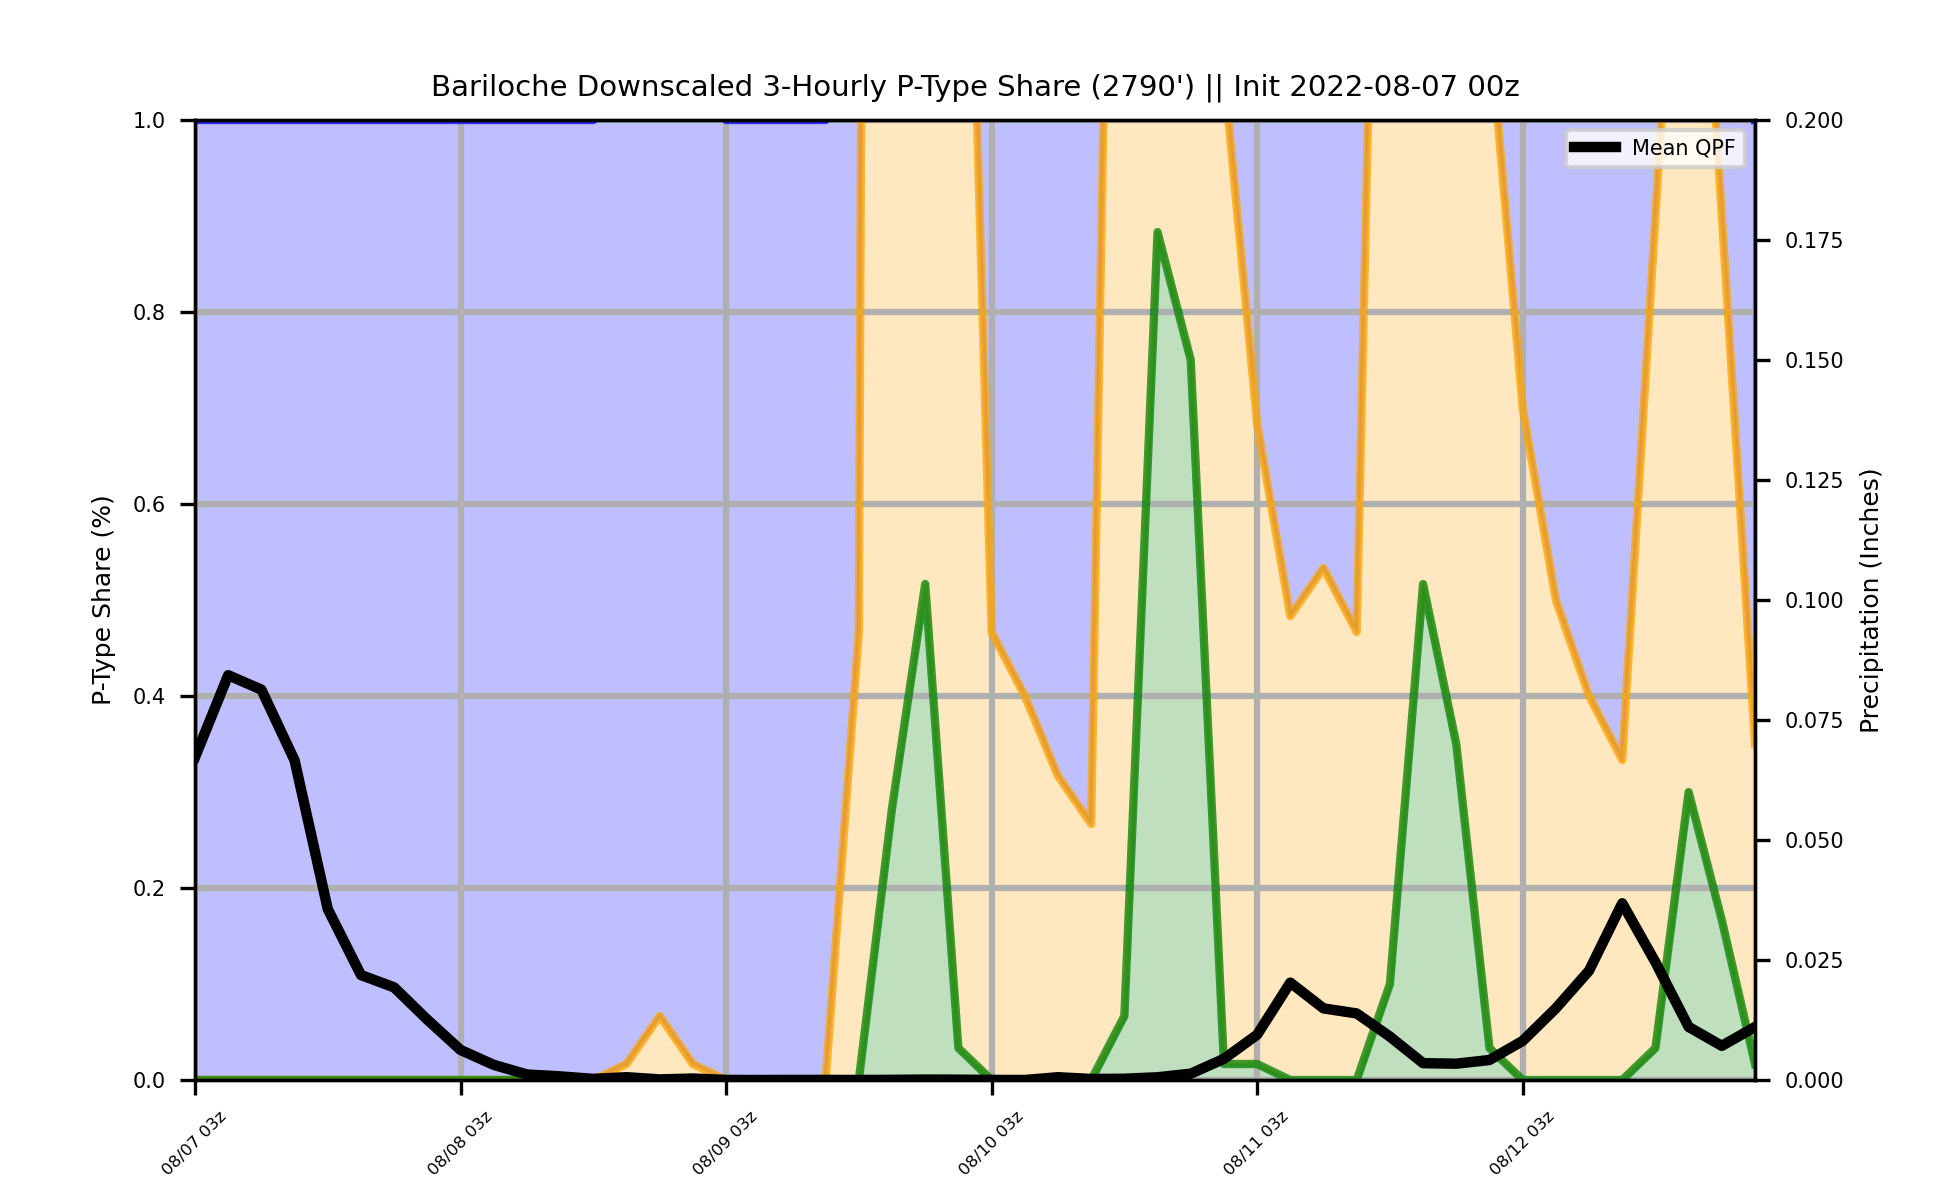 Bariloche Downscaled 3-Hourly P-Type Share (2790') || Init 2022-08-07 00z
Mean QPF
P-Type Share (%)
1.0
0.8
0.6
0.4
0.2
0.0
0.200
0.175
0.150
0.125
0.100
0.075
0.050
0.025
0.000
Precipitation (Inches)
08/07 03z
08/08 03z
08/09 03z
08/10 03z
08/11 03z
08/12 03z